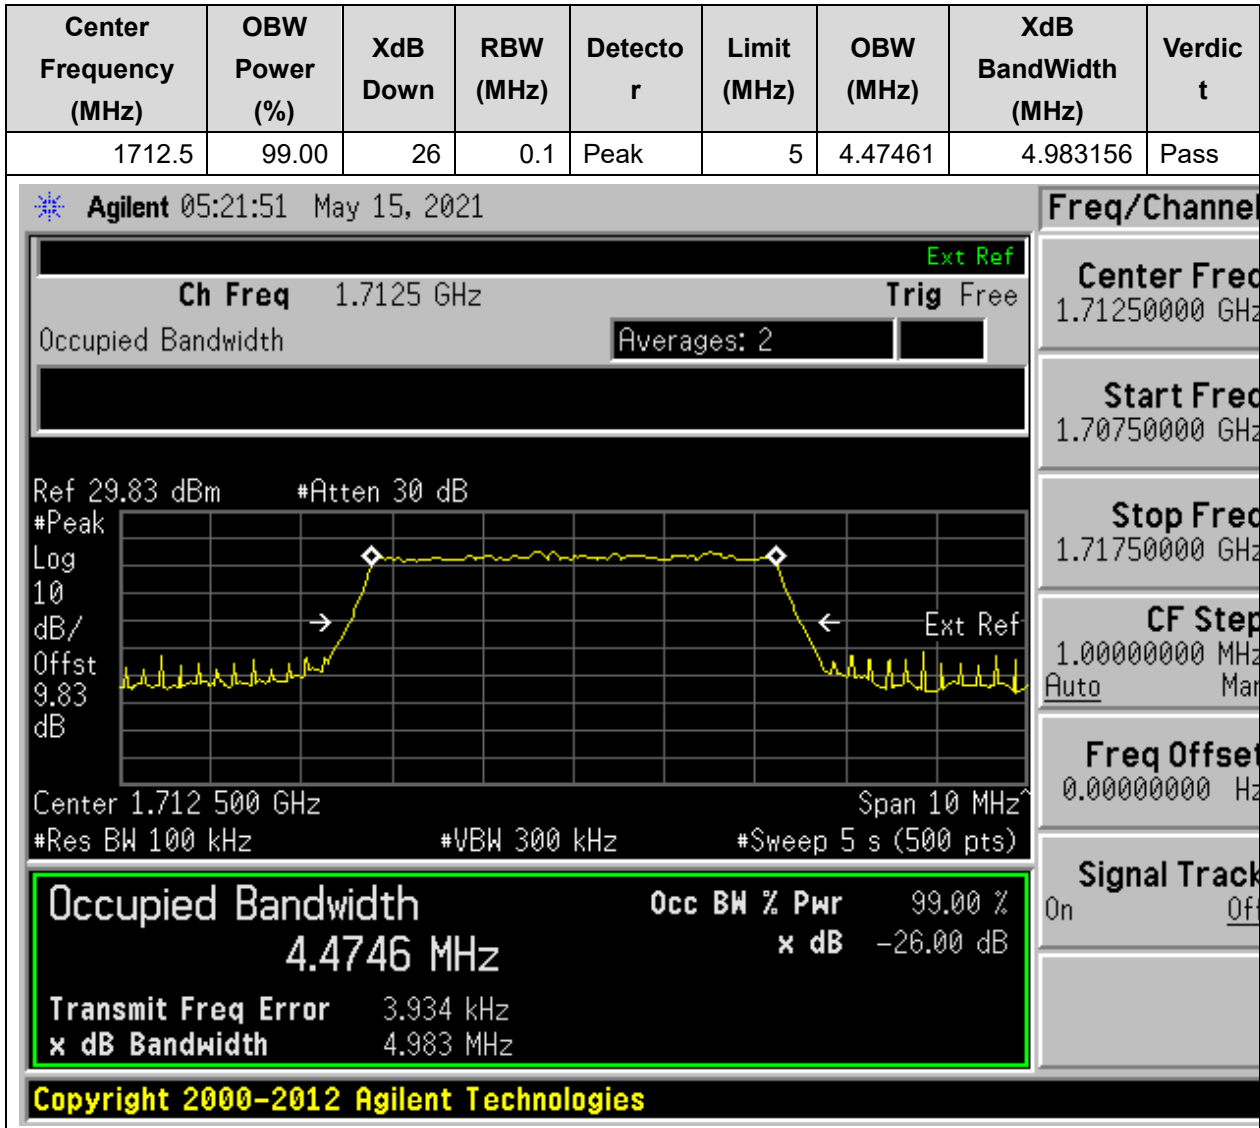 Center Frequency (MHz) OBW Power (%) XdB Down RBW (MHz) Detecto r Limit (MHz) OBW (MHz) XdB BandWidth (MHz) Verdic t
1712.5 99.00 26 0.1 Peak 5 4.47461 4.983156 Pass
Agilent 05:21:51 May 15, 2021
Freq/Channel
Ext Ref
Ch Freq 1.7125 GHz Trig Free
Occupied Bandwidth Averages: 2
Center Freq
1.71250000 GHz
Start Freq
1.70750000 GHz
Stop Freq
1.71750000 GHz
CF Step
1.00000000 MHz
Auto Man
Freq Offset
0.00000000 Hz
Signal Track
On Off
Ref 29.83 dBm #Atten 30 dB
#Peak
Log
10
dB/
Offst
9.83
dB
Ext Ref
Center 1.712 500 GHz Span 10 MHz^
#Res BW 100 kHz #VBW 300 kHz #Sweep 5 s (500 pts)
Occupied Bandwidth
4.4746 MHz
Occ BW % Pwr 99.00 %
x dB -26.00 dB
Transmit Freq Error 3.934 kHz
x dB Bandwidth 4.983 MHz
Copyright 2000-2012 Agilent Technologies